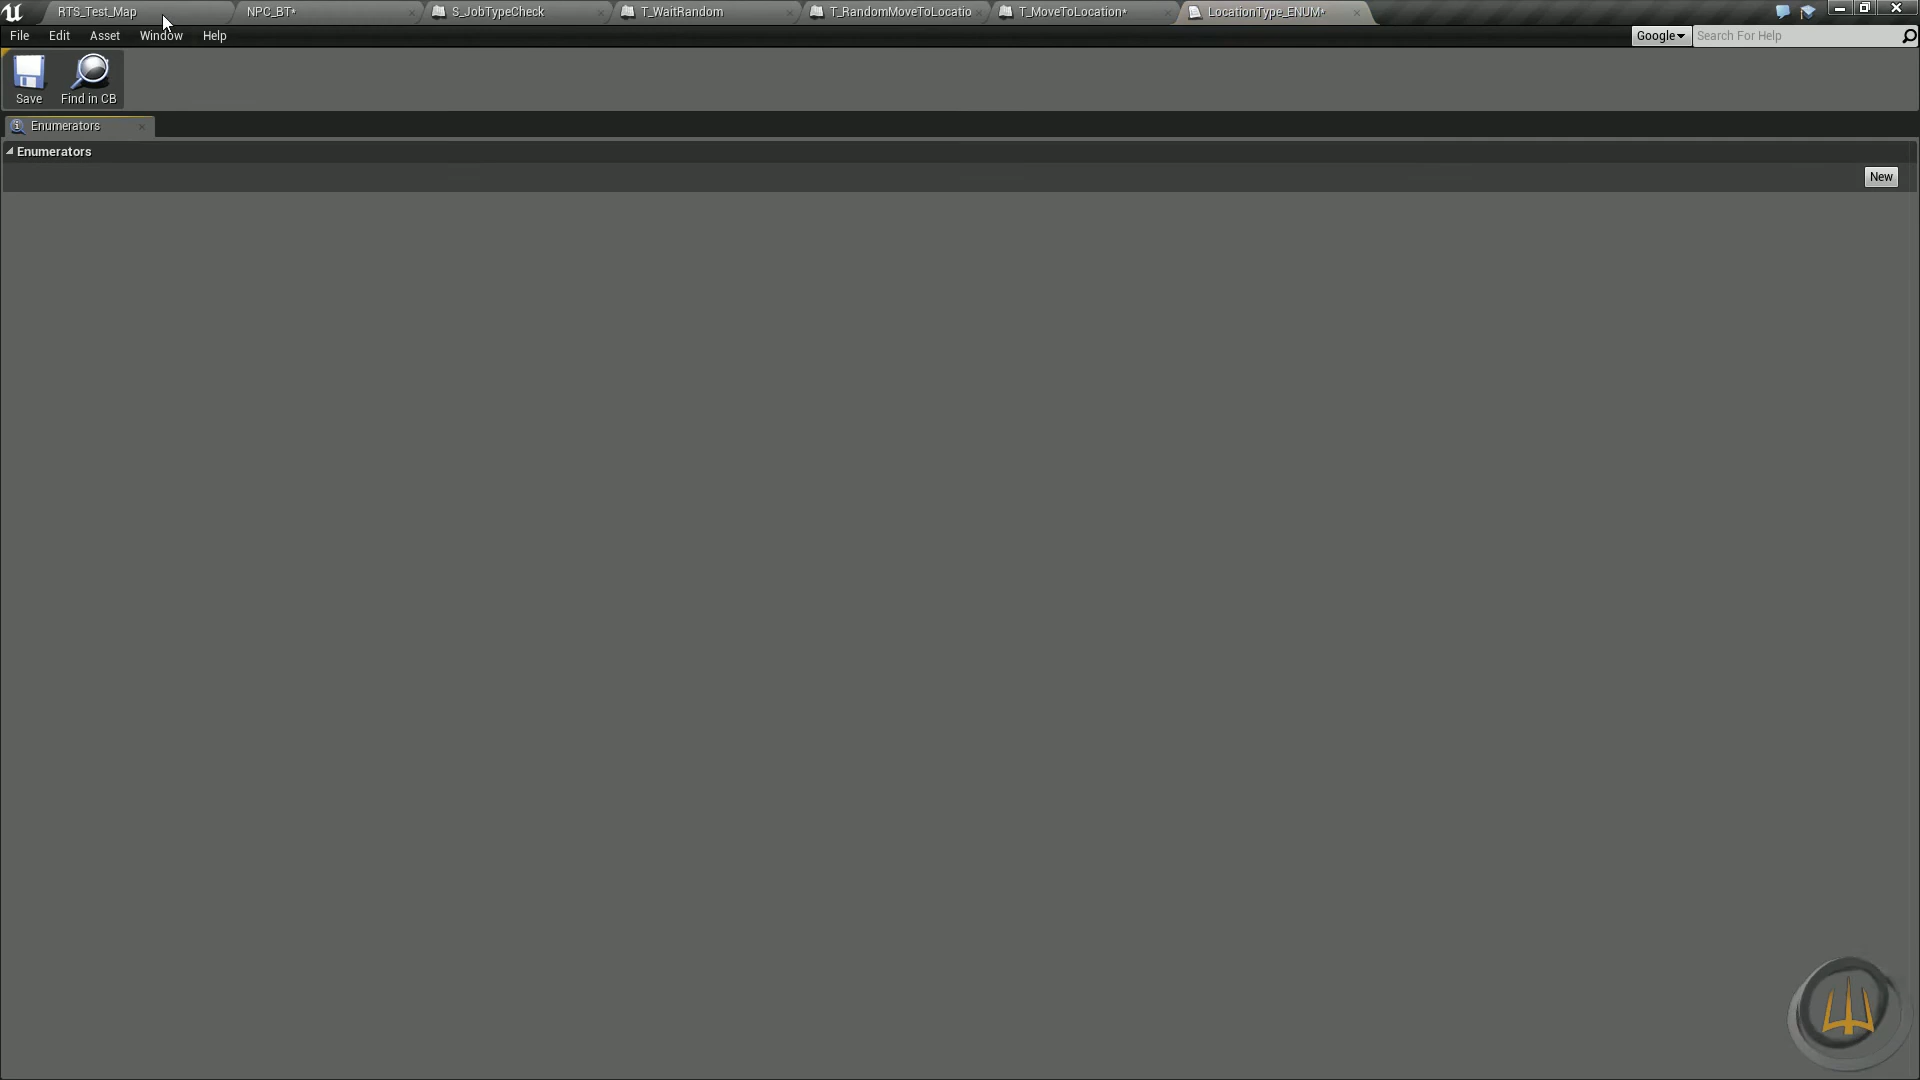 RTS_Test_Map NPC_BT* S_JobTypeCheck T_WaitRandom T_RandomMoveToLocatio T_MoveToLocation* LocationType_ENUM*
File Edit Asset Window Help Google Search For Help
Save Find in CB
Enumerators
Enumerators
New